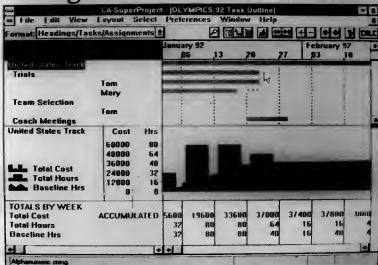 CA-SuperProject - [OLYMPICS.92 Task Outline]
File Edit View Layout Select Preferences Window Help
Format: Headings/Tasks/Assignments
January 92 February 92
06 13 20 27 03 10
United States Track
Trials
Tom
Mary
Team Selection
Tom
Coach Meetings
United States Track Cost Hrs
60000 80
48000 64
36000 48
Total Cost 24000 32
Total Hours 12000 16
Baseline Hrs 0 0
TOTALS BY WEEK
Total Cost ACCUMULATED 5600 19600 33600 37000 37400 37800
Total Hours 32 80 80 64 16 16 4
Baseline Hrs 32 80 80 40 16 40 4
Alphanumeric string.